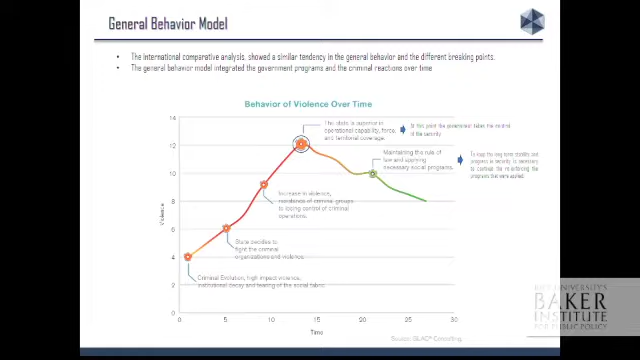 General Behavior Model
• The international comparative analysis, showed a similar tendency in the general behavior and the different breaking points.
• The general behavior model integrated the government programs and the criminal reactions over time
Behavior of Violence Over Time
14
12
10
8
6
4
2
0
Violence
The state is superior in
operational capability, force,
and territorial coverage.
At this point the government takes the control
of the security
Maintaining the rule of
law and applying
necessary social programs.
To keep the long term stability and
progress in security, is necessary
to continue the re-enforcing the
programs that were applied.
Increase in violence,
resistance of criminal groups
to losing control of criminal
operations.
State decides to
fight the criminal
organizations and violence.
Criminal Evolution, high impact violence,
institutional decay and tearing of the social fabric.
0 5 10 15 20 25 30
Time
Source: Consulting
RICE UNIVERSITY'S
BAKER
INSTITUTE
FOR PUBLIC POLICY